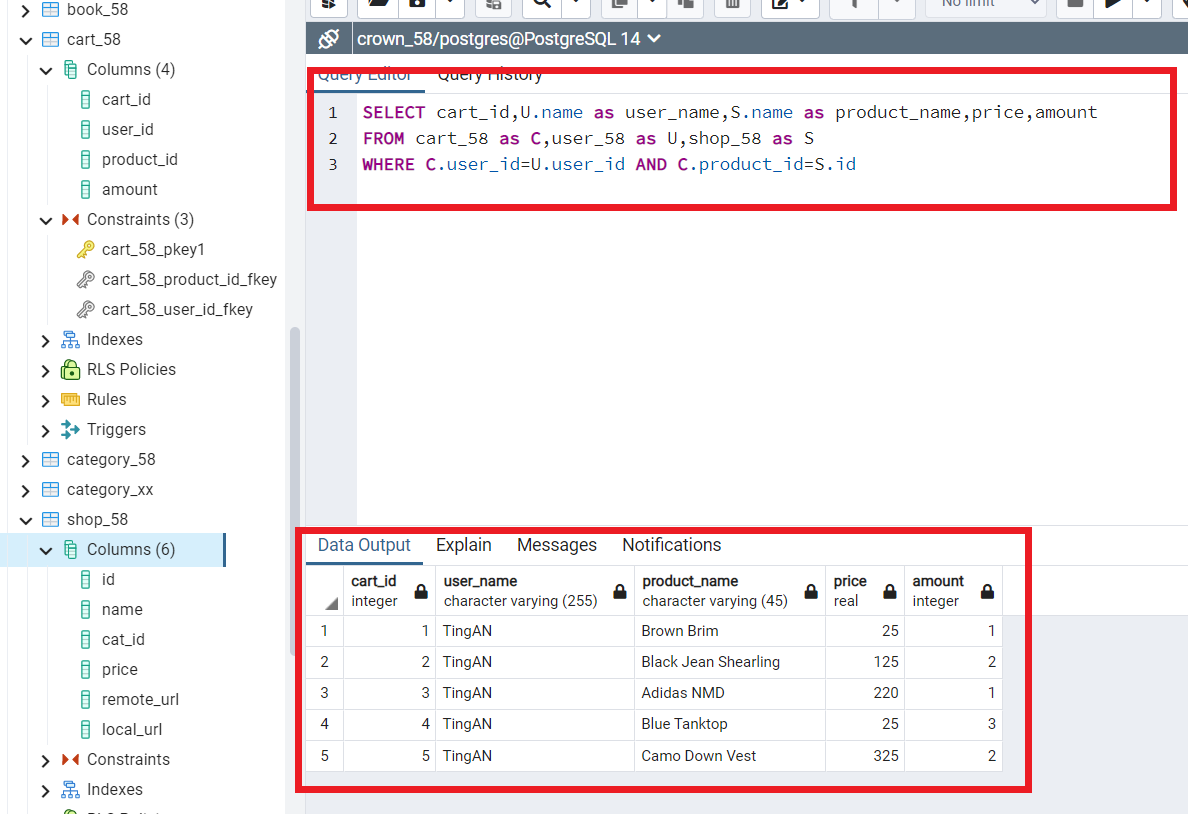 book_58
cart_58
Columns (4)
cart_id
user_id
product_id
amount
Constraints (3)
cart_58_pkey1
cart_58_product_id_fkey
cart_58_user_id_fkey
Indexes
RLS Policies
Rules
Triggers
category_58
category_xx
shop_58
Columns (6)
id
name
cat_id
price
remote_url
local_url
Constraints
Indexes
No limit
crown_58/postgres@PostgreSQL 14
Query Editor Query History
1 SELECT cart_id,U.name as user_name,S.name as product_name,price,amount
2 FROM cart_58 as C,user_58 as U,shop_58 as S
3 WHERE C.user_id=U.user_id AND C.product_id=S.id
Data Output Explain Messages Notifications
cart_id user_name product_name price amount
integer character varying (255) character varying (45) real integer
1 1 TingAN Brown Brim 25 1
2 2 TingAN Black Jean Shearling 125 2
3 3 TingAN Adidas NMD 220 1
4 4 TingAN Blue Tanktop 25 3
5 5 TingAN Camo Down Vest 325 2